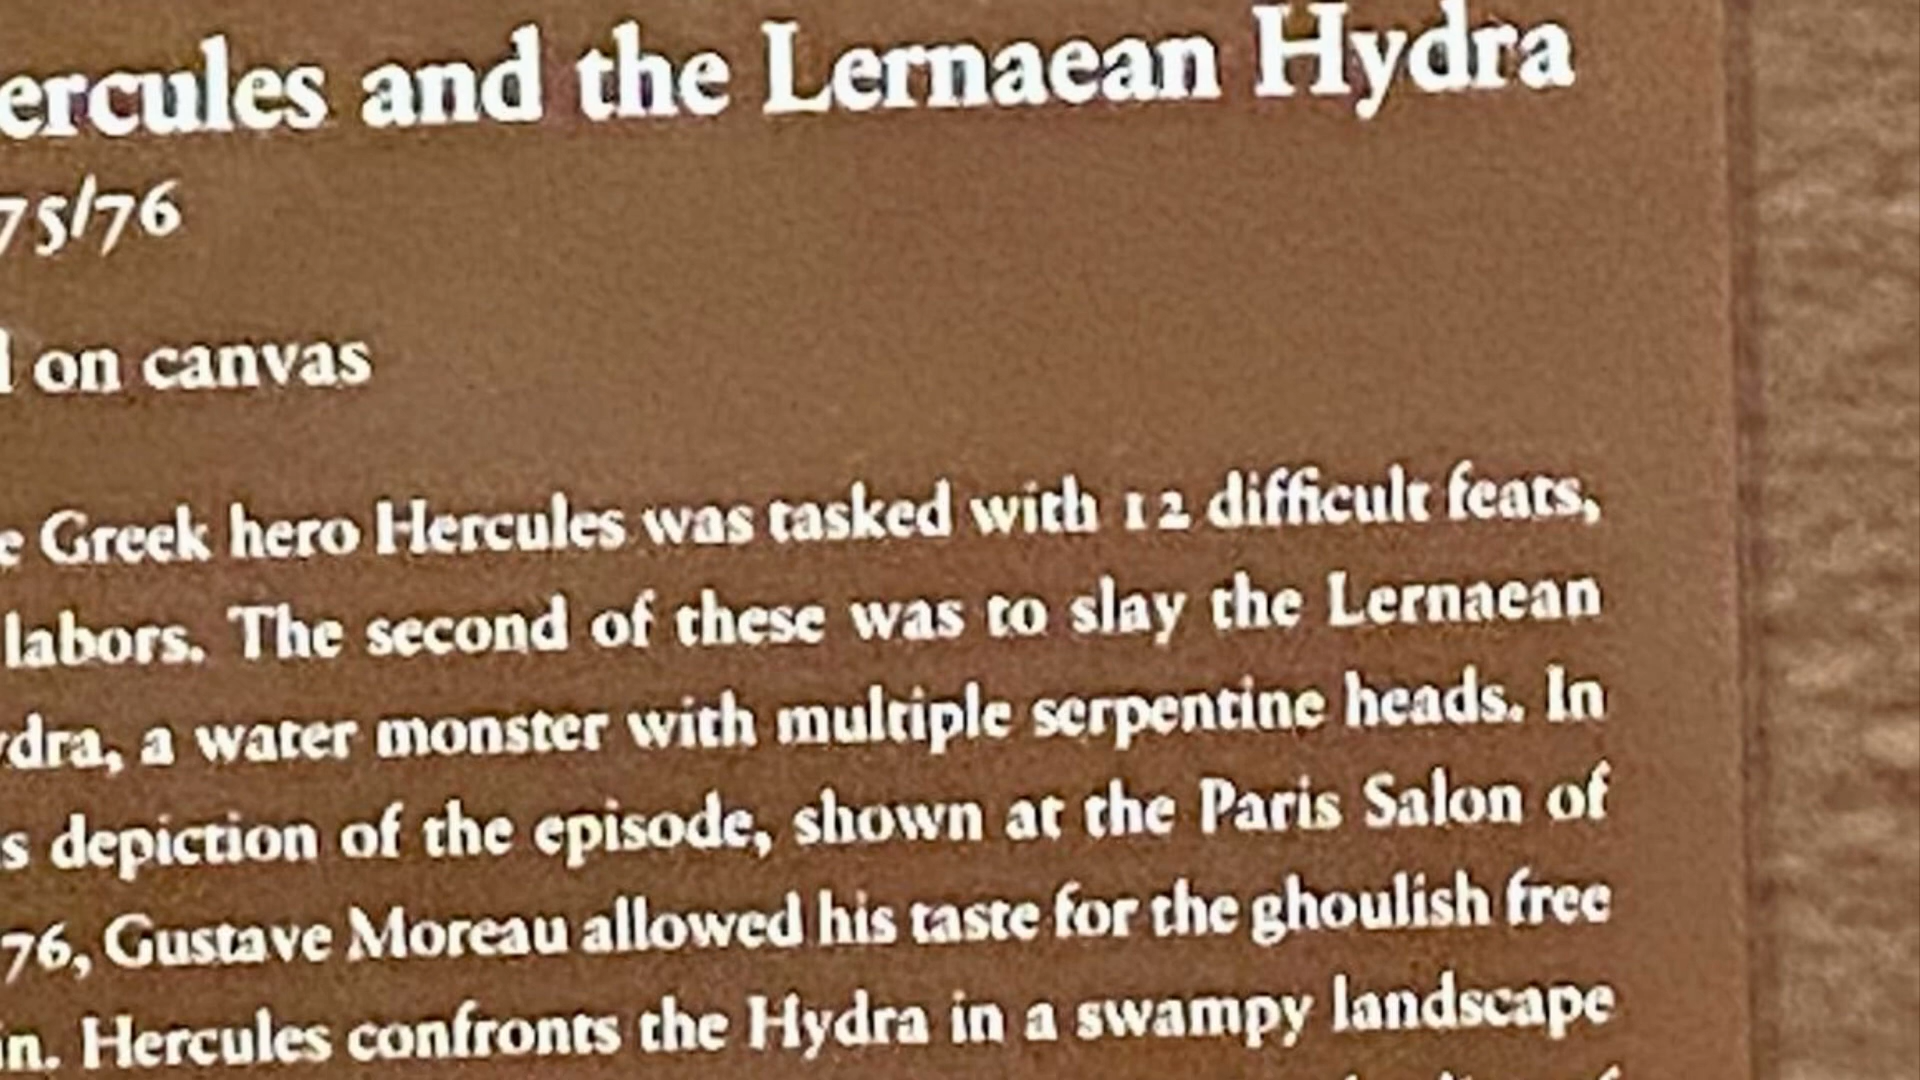 ercules and the Lernaean Hydra
75/76
l on canvas
e Greek hero Hercules was tasked with 12 difficult feats,
labors. The second of these was to slay the Lernaean
ydra, a water monster with multiple serpentine heads. In
s depiction of the episode, shown at the Paris Salon of
76, Gustave Moreau allowed his taste for the ghoulish free
in. Hercules confronts the Hydra in a swampy landscape